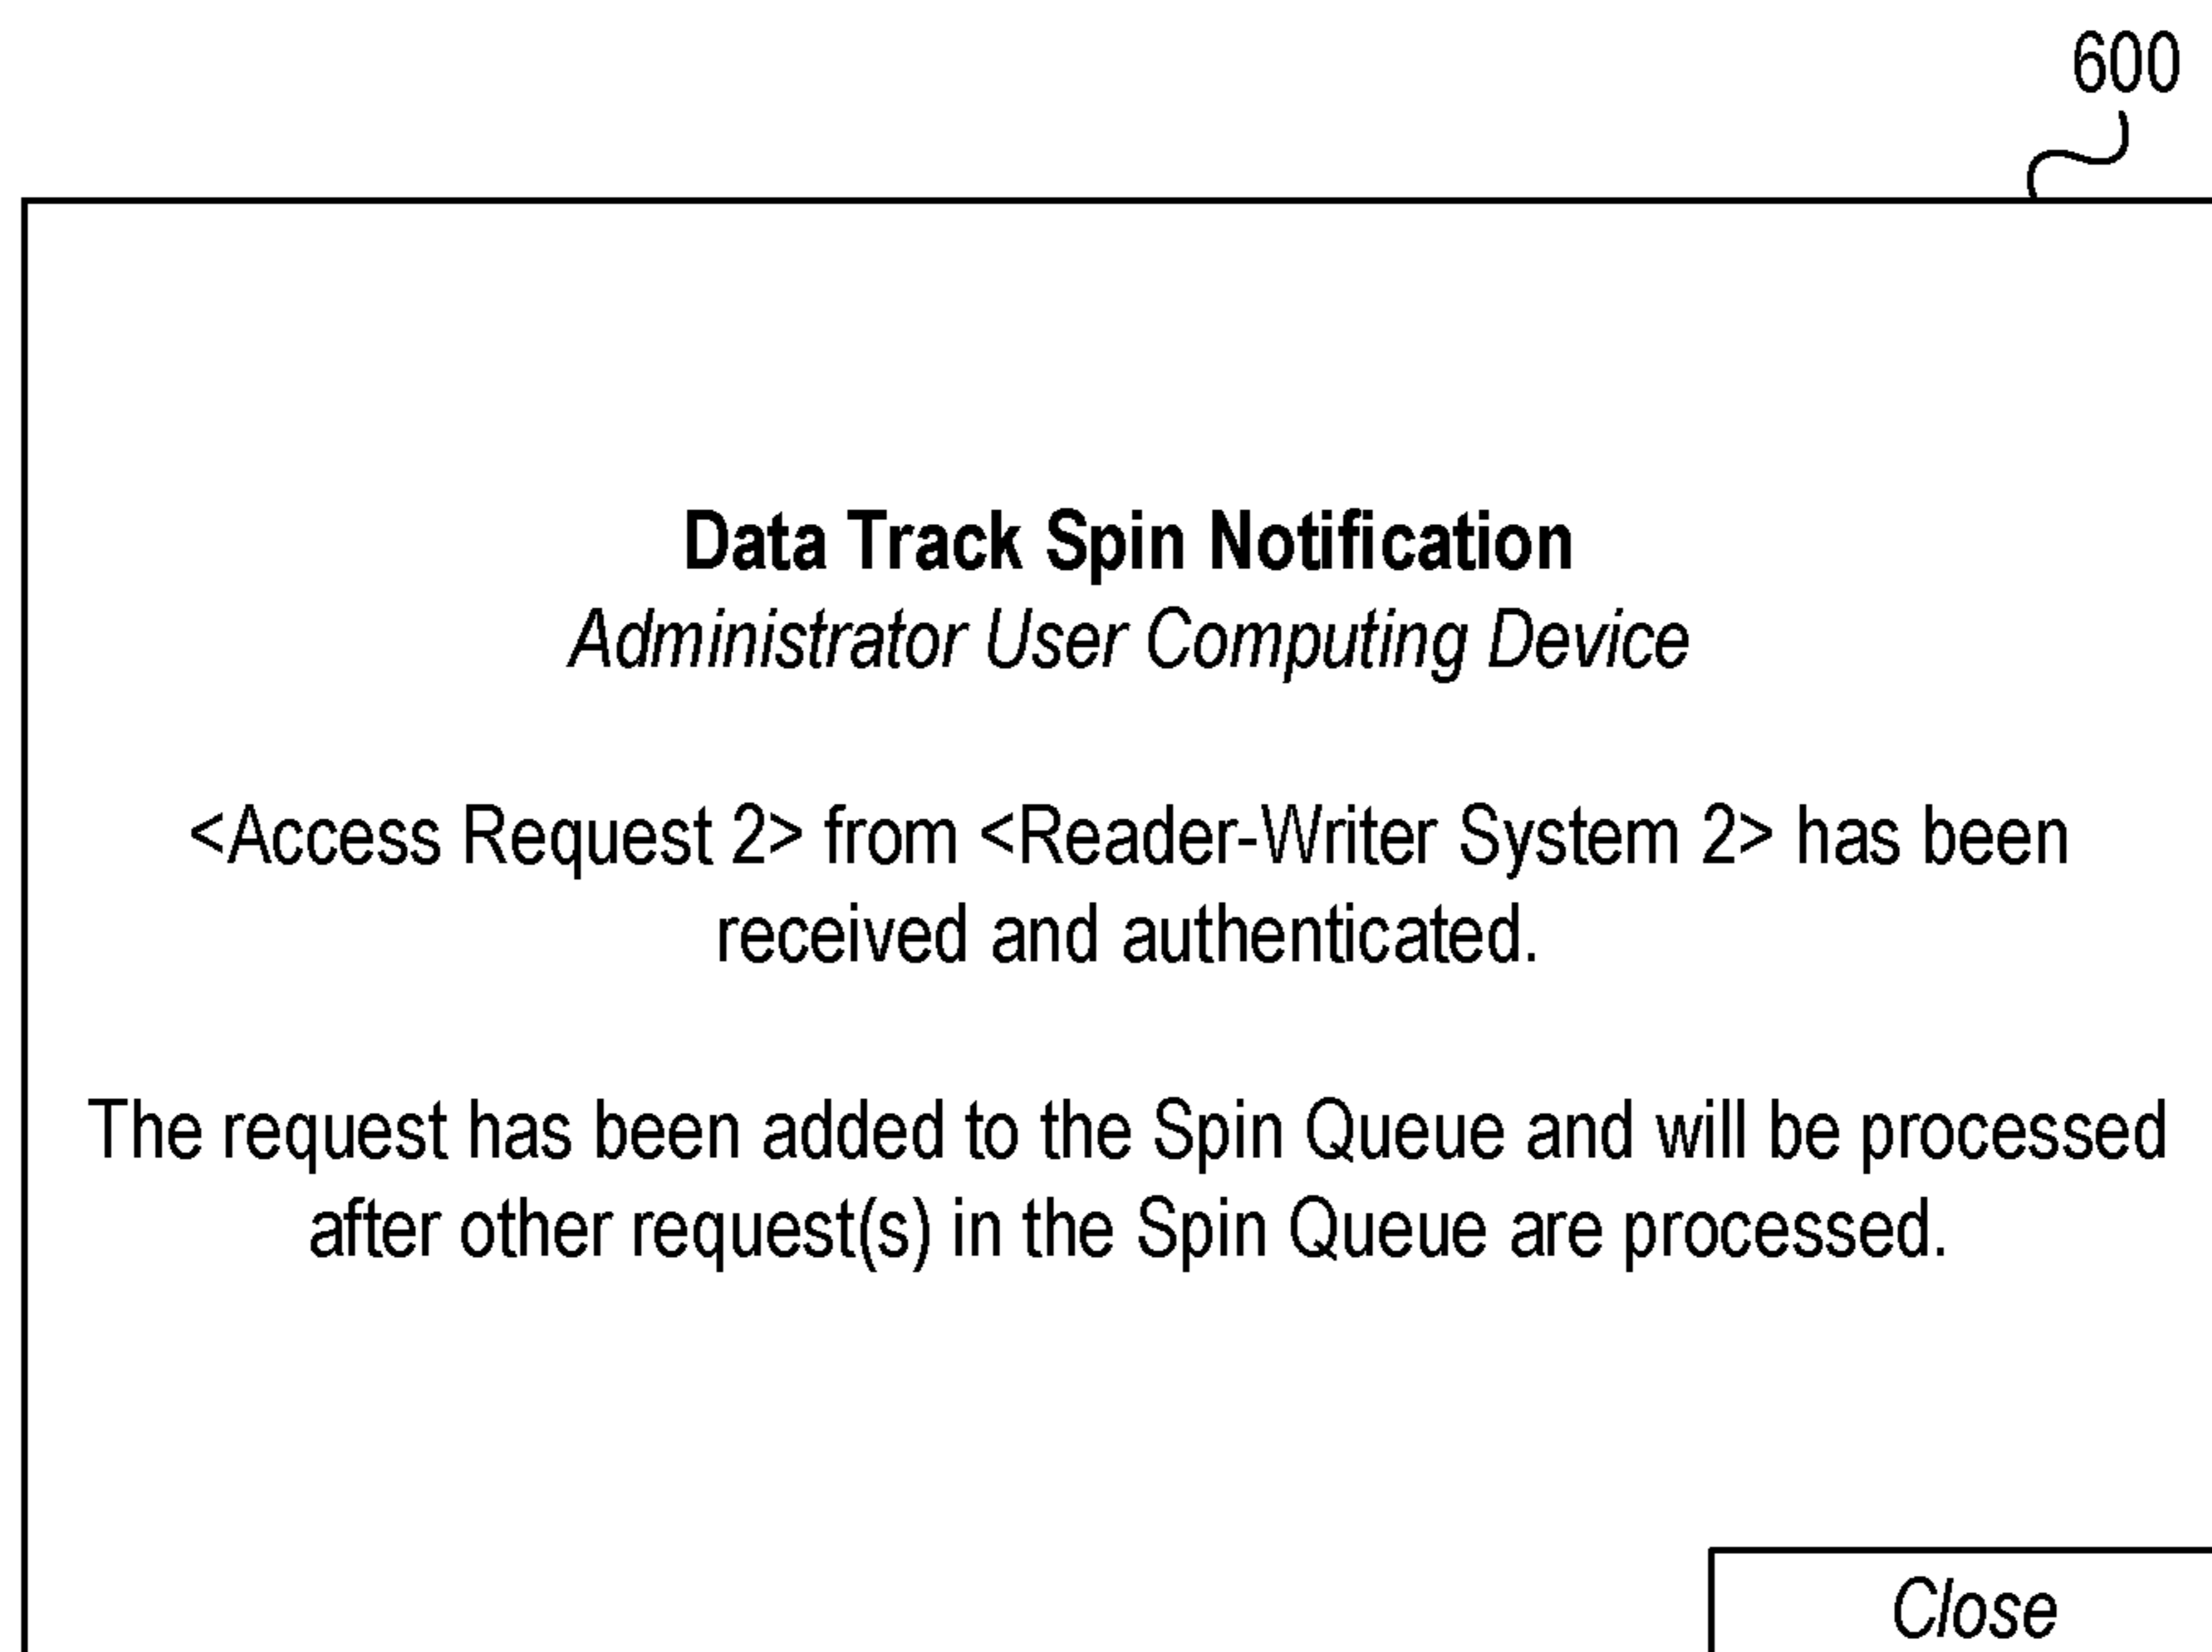 600
Data Track Spin Notification
Administrator User Computing Device
<Access Request 2> from <Reader-Writer System 2> has been
received and authenticated.
The request has been added to the Spin Queue and will be processed
after other request(s) in the Spin Queue are processed.
Close